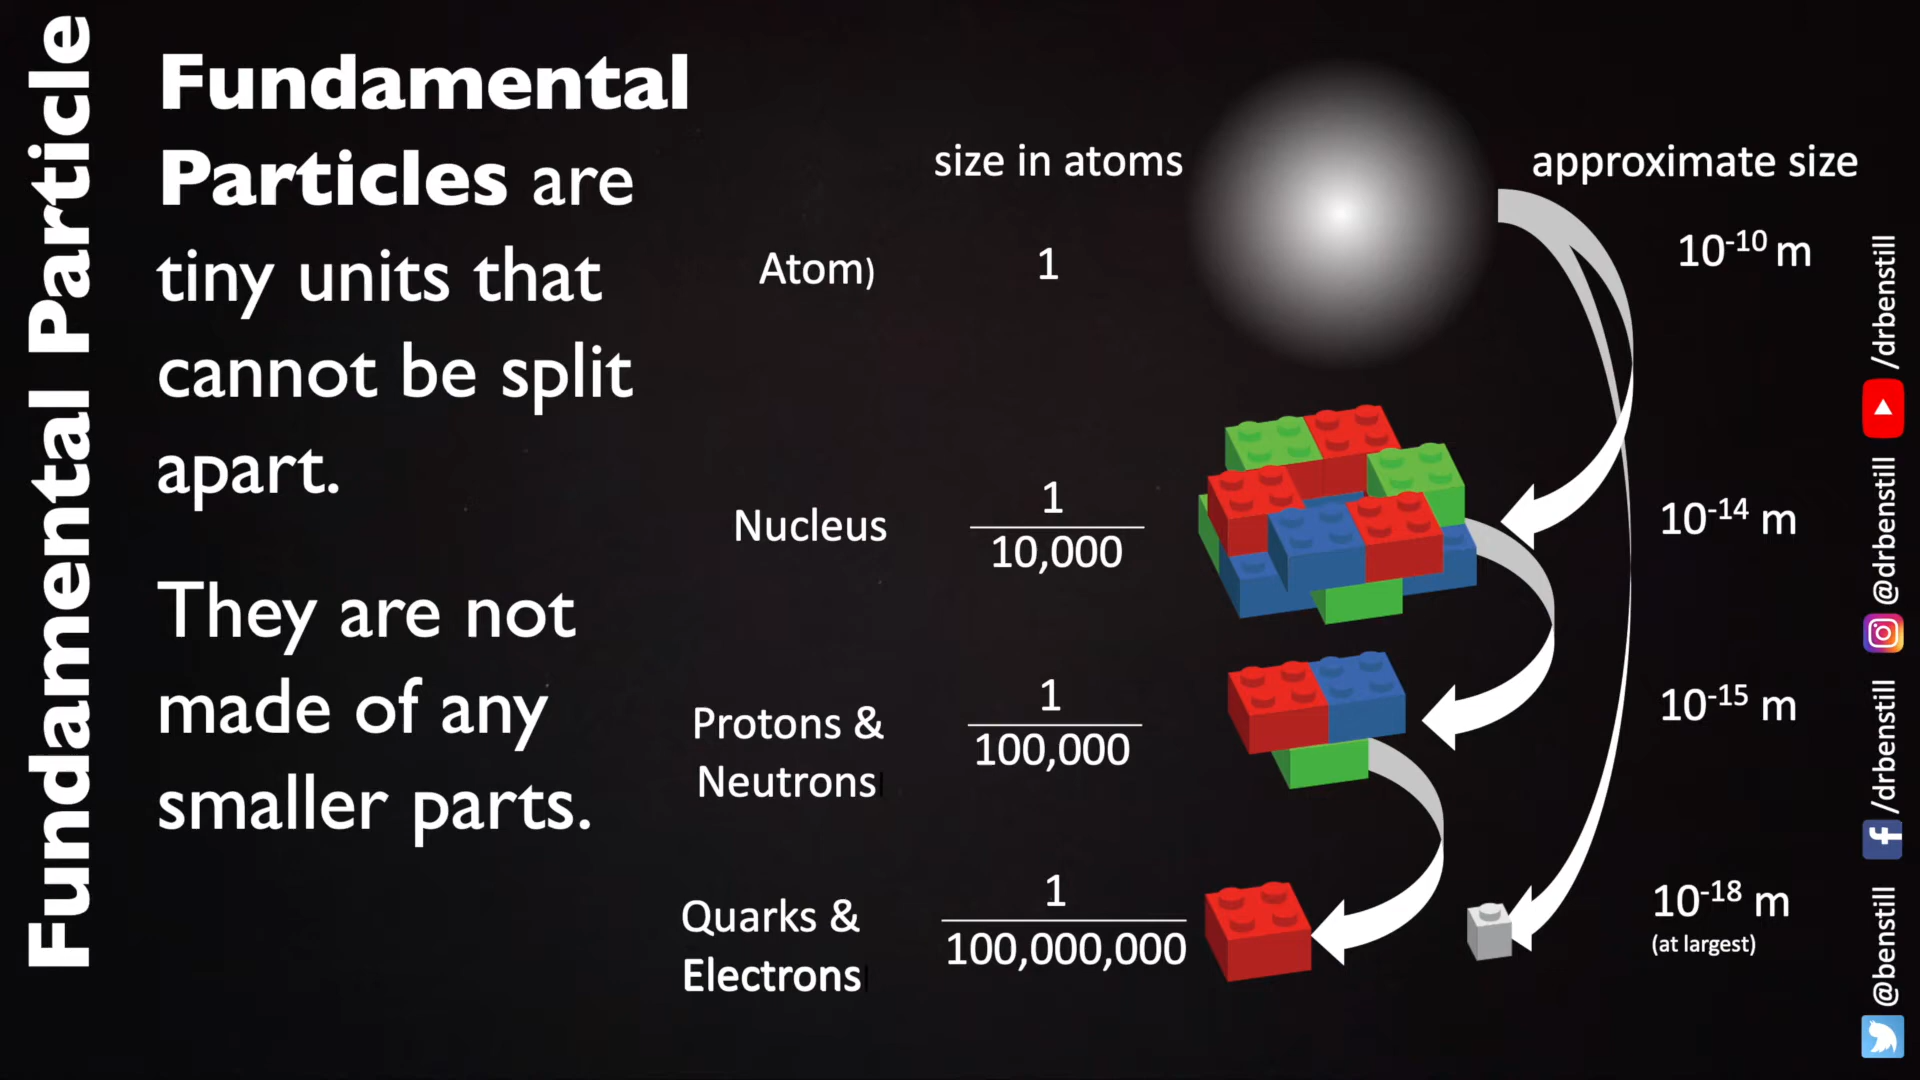 Fundamental Particle
Fundamental
Particles are
tiny units that
cannot be split
apart.
They are not
made of any
smaller parts.
size in atoms
approximate size
Atom)
1
10⁻¹⁰ m
Nucleus
1
10,000
10⁻¹⁴ m
Protons &
Neutrons
1
100,000
10⁻¹⁵ m
Quarks &
Electrons
1
100,000,000
10⁻¹⁸ m
(at largest)
/drbenstill
@drbenstill
/drbenstill
@benstill